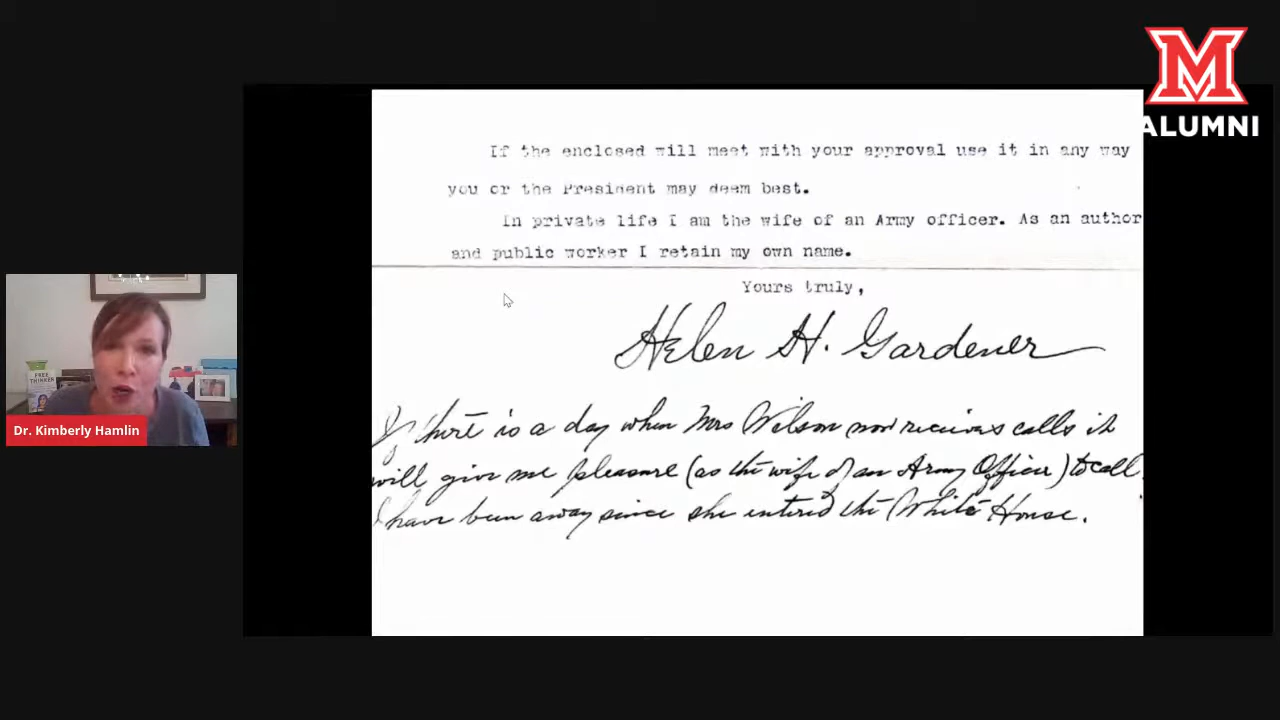 M
ALUMNI
If the enclosed will meet with your approval use it in any way
you or the President may deem best.
In private life I am the wife of an Army officer. As an author
and public worker I retain my own name.
Yours truly,
Helen H. Gardener
If there is a day when Mrs Wilson now receives calls it
will give me pleasure (as the wife of an Army Officer) to call.
I have been away since she entered the White House.
FREE
THINKER
Dr. Kimberly Hamlin